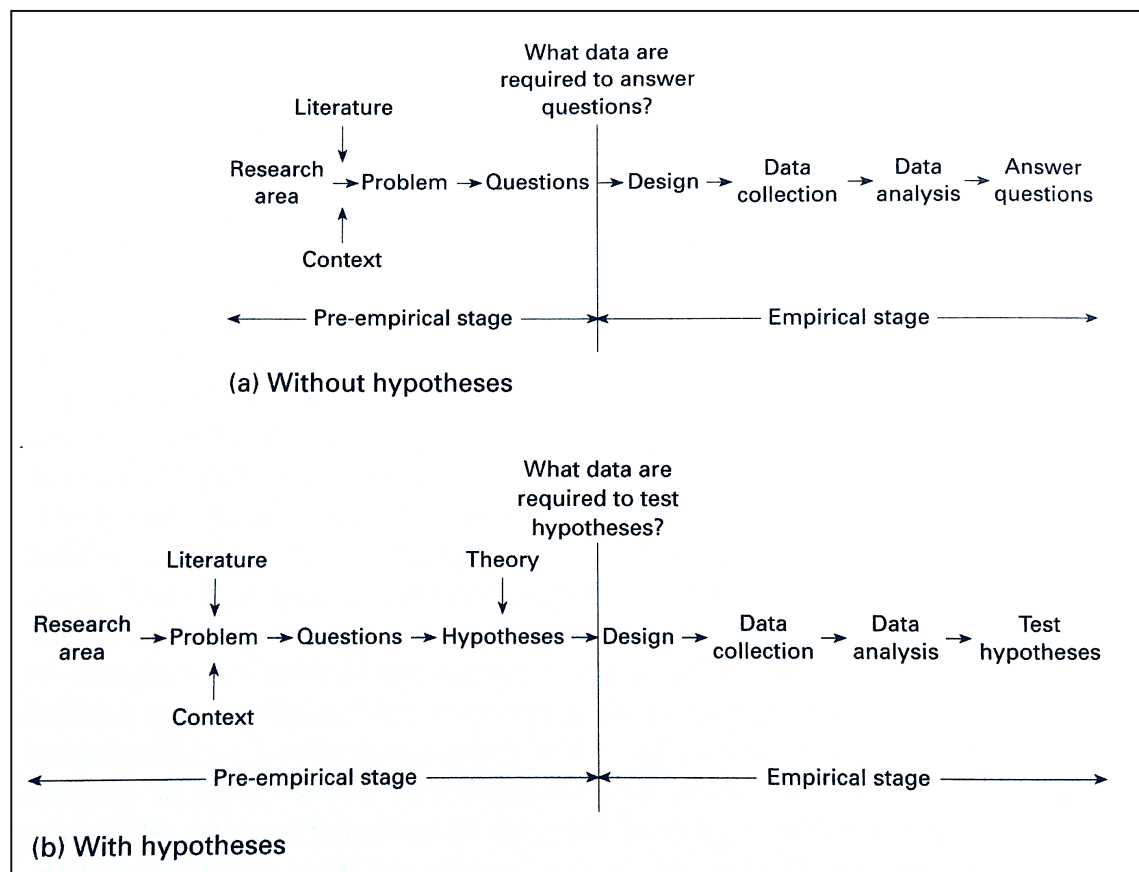 What data are
required to answer
questions?
Literature
Research
area
Problem
Questions
Design
Data
collection
Data
analysis
Answer
questions
Context
Pre-empirical stage
Empirical stage
(a) Without hypotheses
What data are
required to test
hypotheses?
Literature
Theory
Research
area
Problem
Questions
Hypotheses
Design
Data
collection
Data
analysis
Test
hypotheses
Context
Pre-empirical stage
Empirical stage
(b) With hypotheses